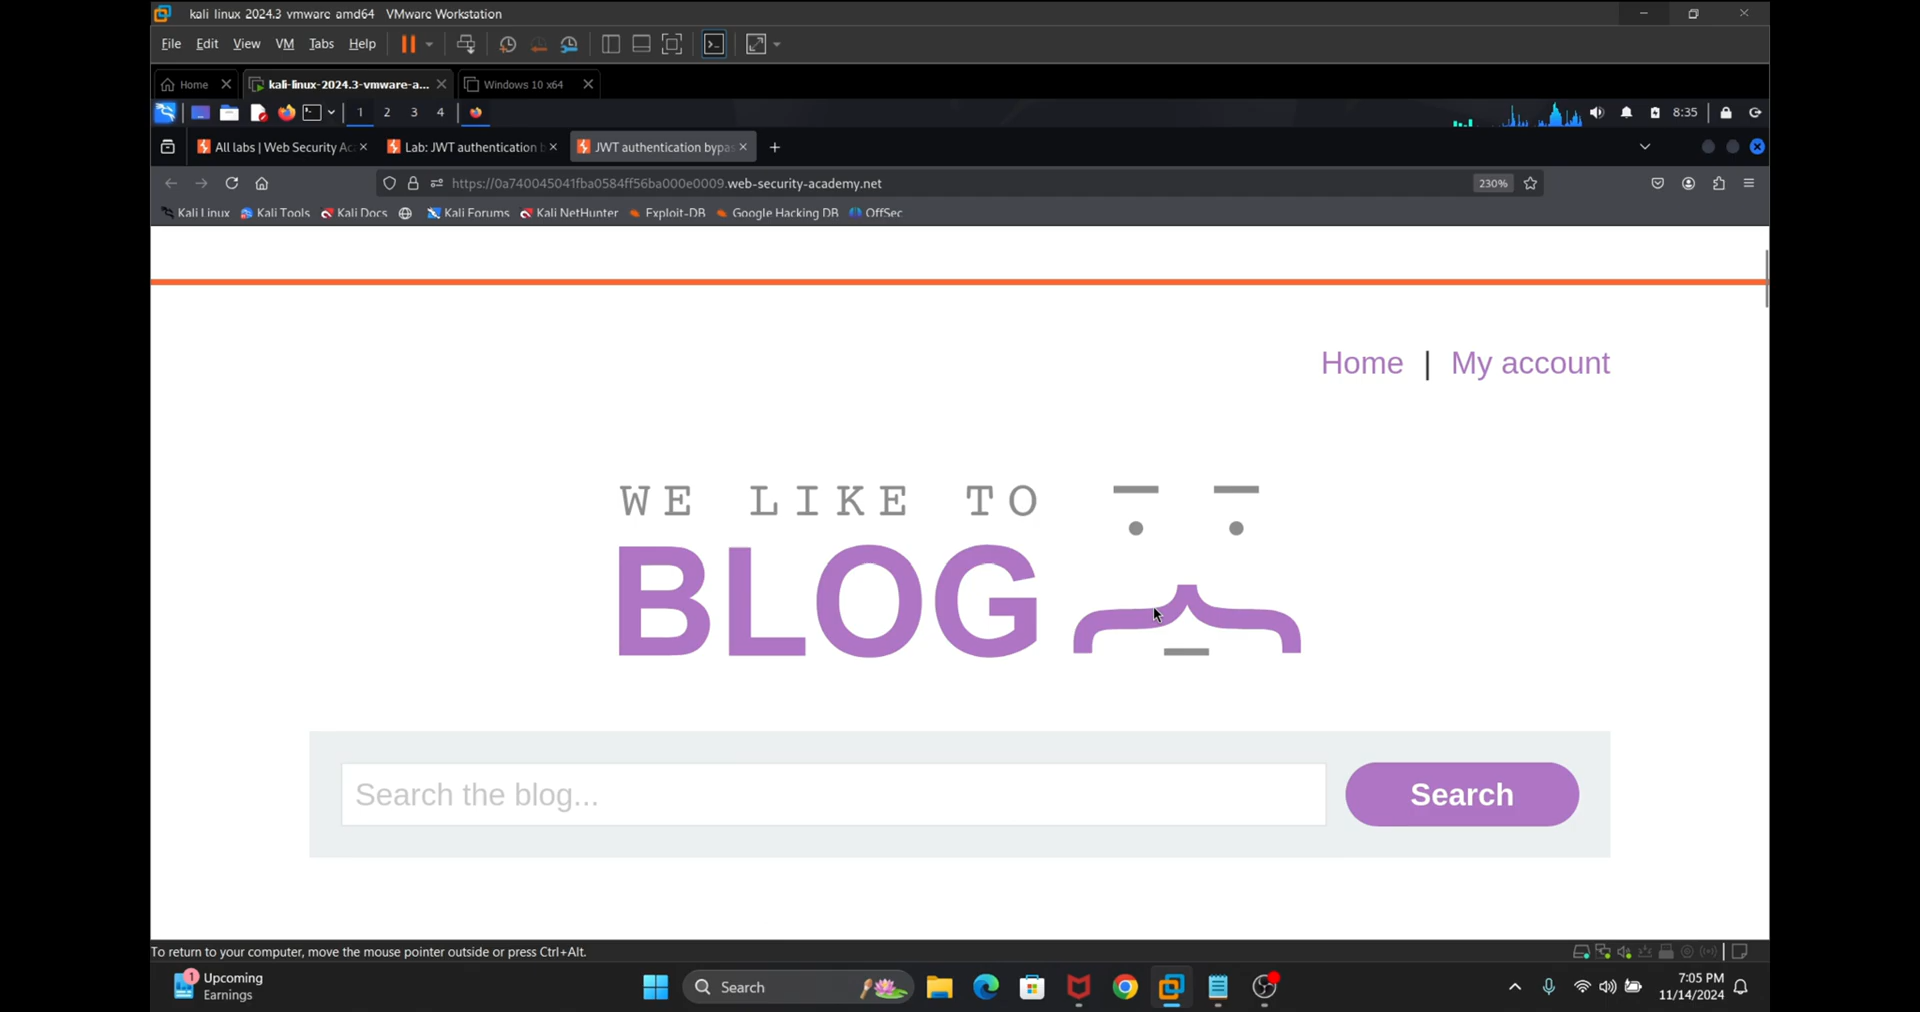 kali linux 2024.3 vmware amd64 VMware Workstation
File Edit View VM Tabs Help
Home kali-linux-2024.3-vmware-a... Windows 10 x64
1 2 3 4 8:35
All labs | Web Security Ac Lab: JWT authentication b JWT authentication bypas
https://0a740045041fba0584ff56ba000e0009.web-security-academy.net 230%
Kali Linux Kali Tools Kali Docs Kali Forums Kali NetHunter Exploit-DB Google Hacking DB OffSec
Home | My account
WE LIKE TO
BLOG
Search the blog... Search
To return to your computer, move the mouse pointer outside or press Ctrl+Alt.
1 Upcoming
Earnings
Search
7:05 PM
11/14/2024